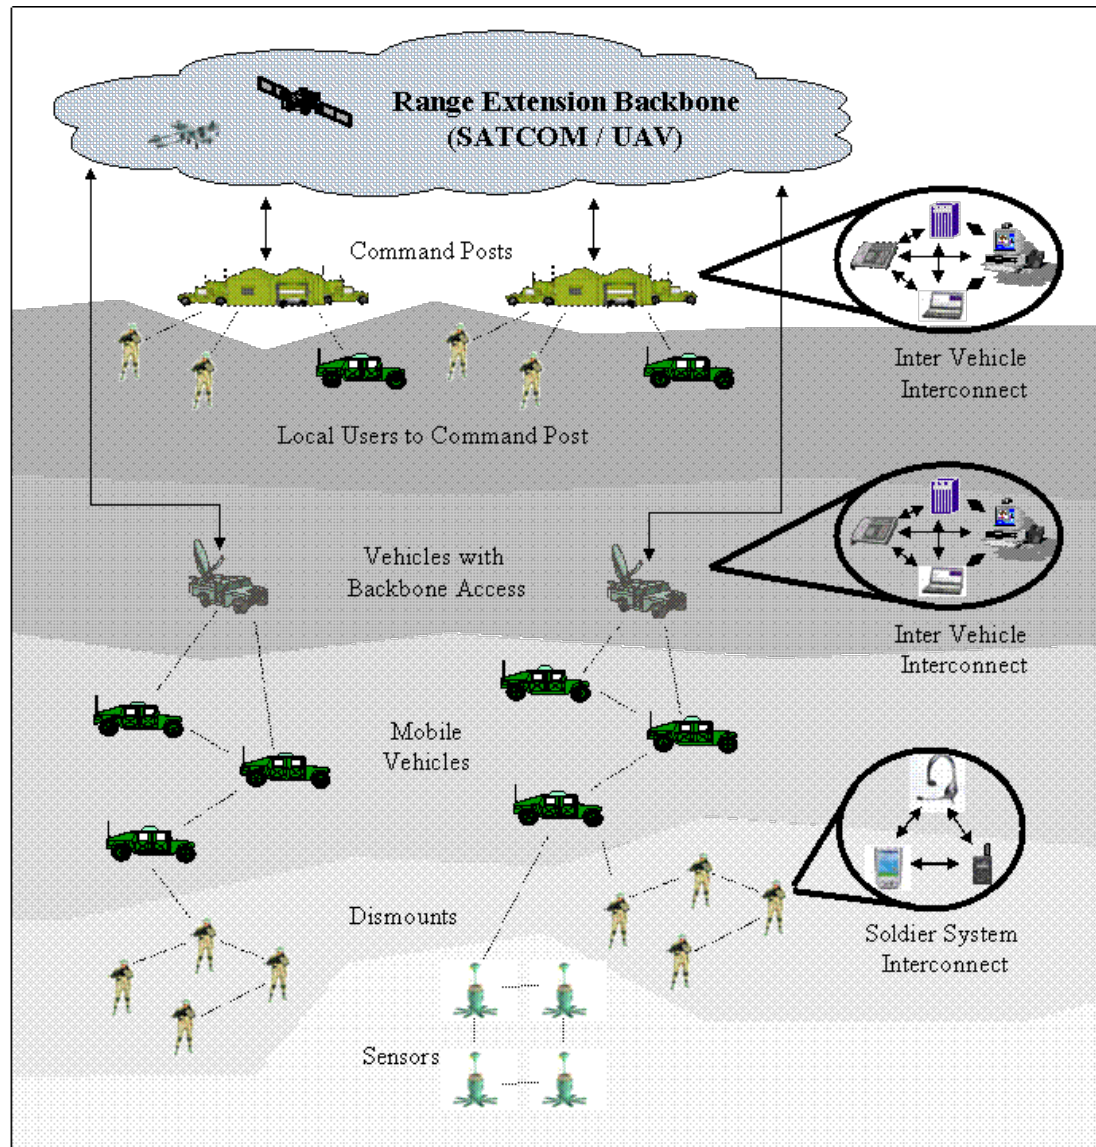 Range Extension Backbone
(SATCOM / UAV)
Command Posts
Inter Vehicle
Interconnect
Local Users to Command Post
Vehicles with
Backbone Access
Inter Vehicle
Interconnect
Mobile
Vehicles
Dismounts
Soldier System
Interconnect
Sensors